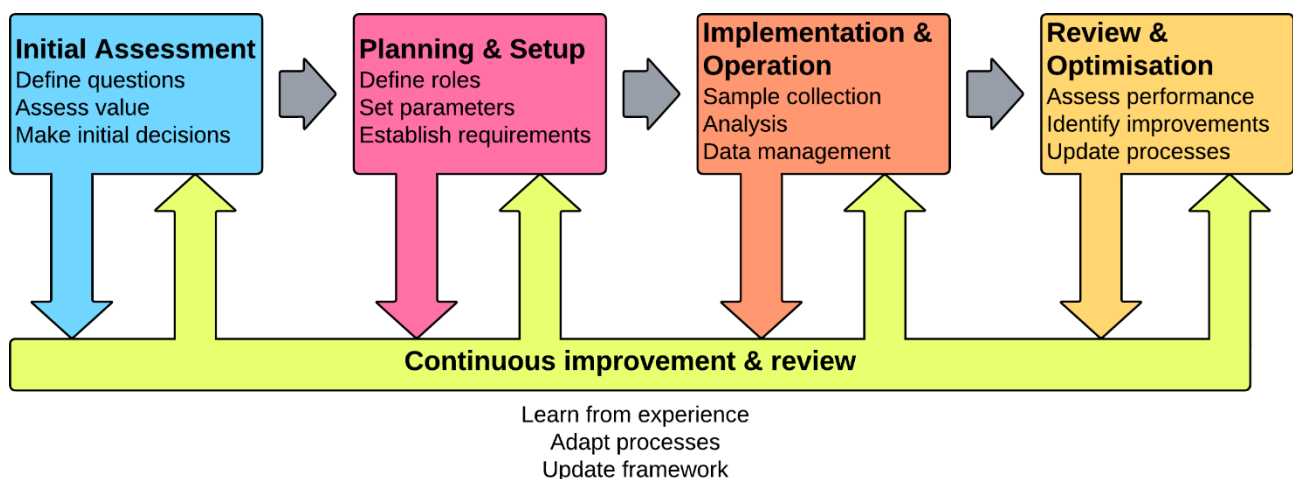 Initial Assessment
Define questions
Assess value
Make initial decisions
Planning & Setup
Define roles
Set parameters
Establish requirements
Implementation &
Operation
Sample collection
Analysis
Data management
Review &
Optimisation
Assess performance
Identify improvements
Update processes
Continuous improvement & review
Learn from experience
Adapt processes
Update framework